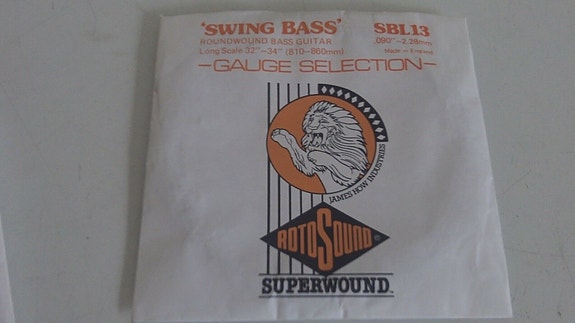 'SWING BASS' SBL13
ROUNDWOUND BASS GUITAR .090"-2.28mm
Long Scale 32"-34" (810-860mm) Made in England
-GAUGE SELECTION-
JAMES HOW INDUSTRIES
ROTOSOUND ®
SUPERWOUND ™